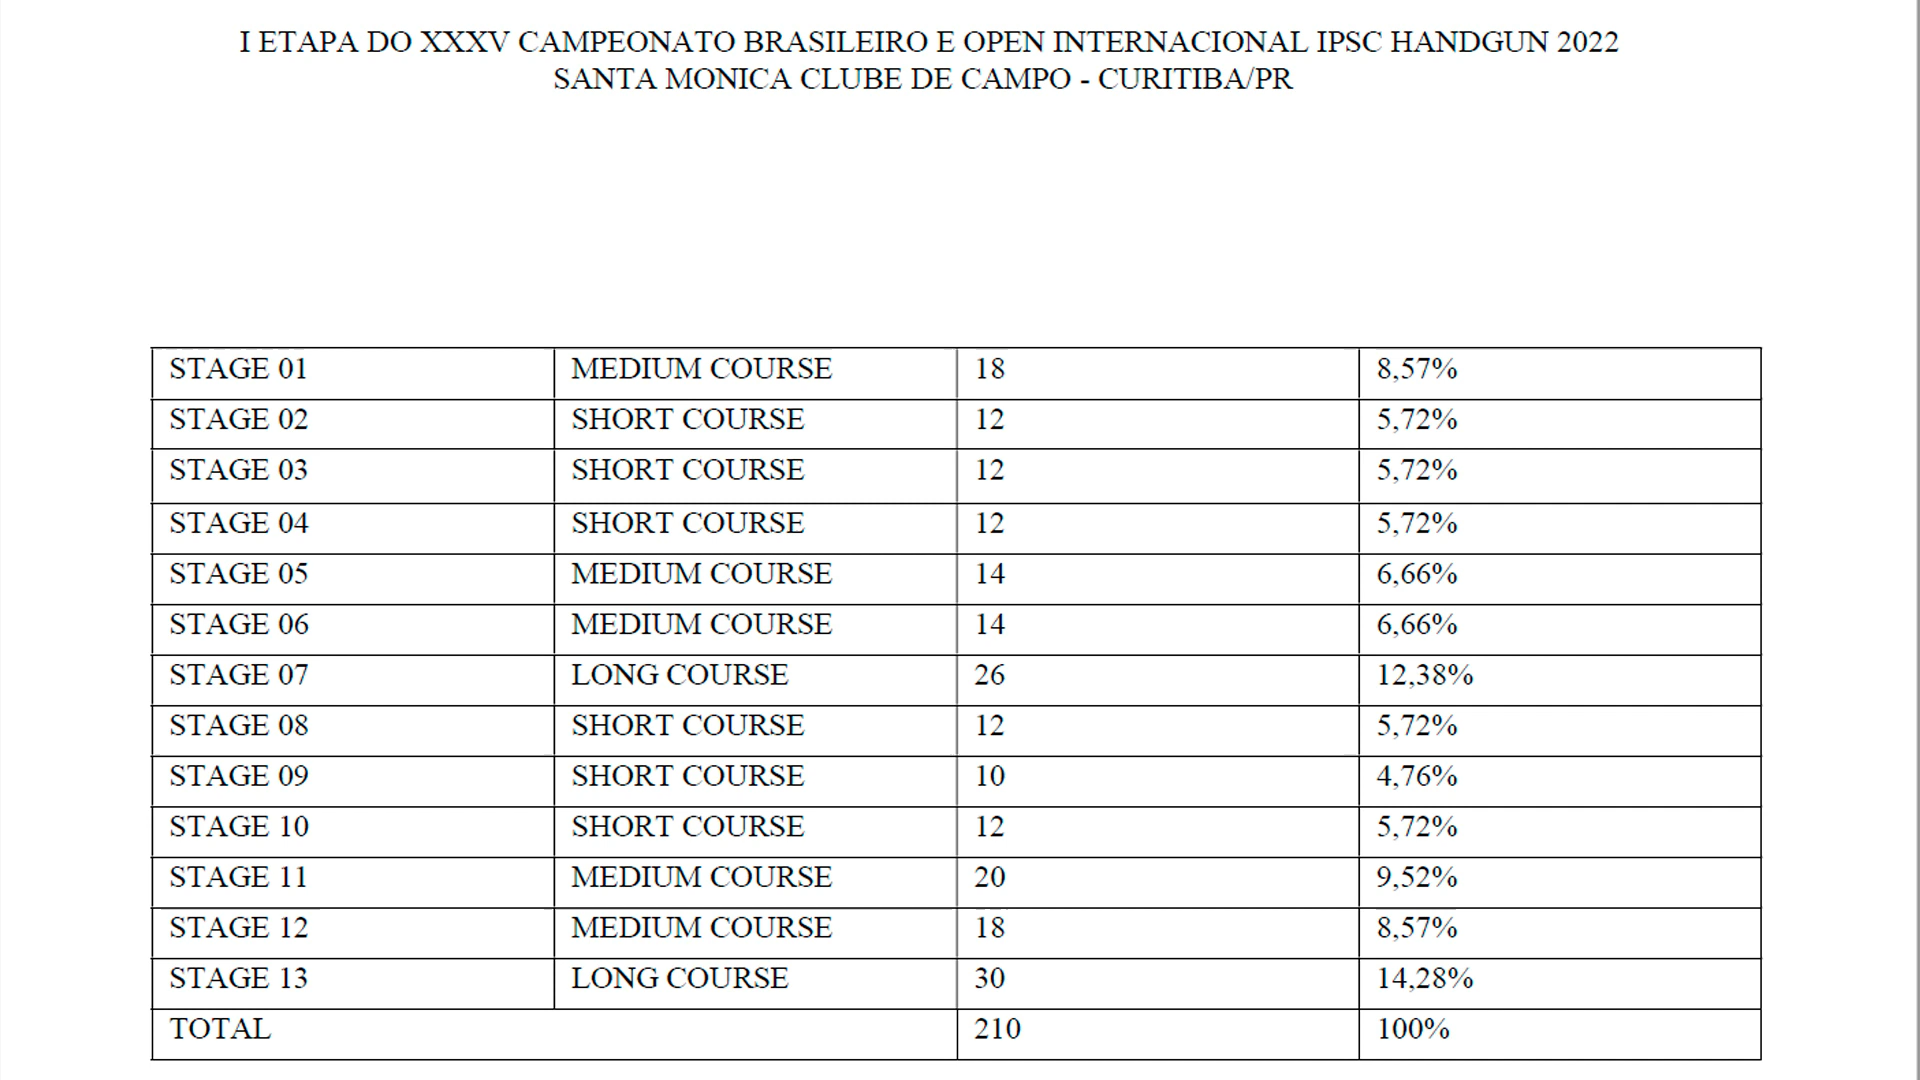 I ETAPA DO XXXV CAMPEONATO BRASILEIRO E OPEN INTERNACIONAL IPSC HANDGUN 2022
SANTA MONICA CLUBE DE CAMPO - CURITIBA/PR
STAGE 01 MEDIUM COURSE 18 8,57%
STAGE 02 SHORT COURSE 12 5,72%
STAGE 03 SHORT COURSE 12 5,72%
STAGE 04 SHORT COURSE 12 5,72%
STAGE 05 MEDIUM COURSE 14 6,66%
STAGE 06 MEDIUM COURSE 14 6,66%
STAGE 07 LONG COURSE 26 12,38%
STAGE 08 SHORT COURSE 12 5,72%
STAGE 09 SHORT COURSE 10 4,76%
STAGE 10 SHORT COURSE 12 5,72%
STAGE 11 MEDIUM COURSE 20 9,52%
STAGE 12 MEDIUM COURSE 18 8,57%
STAGE 13 LONG COURSE 30 14,28%
TOTAL 210 100%